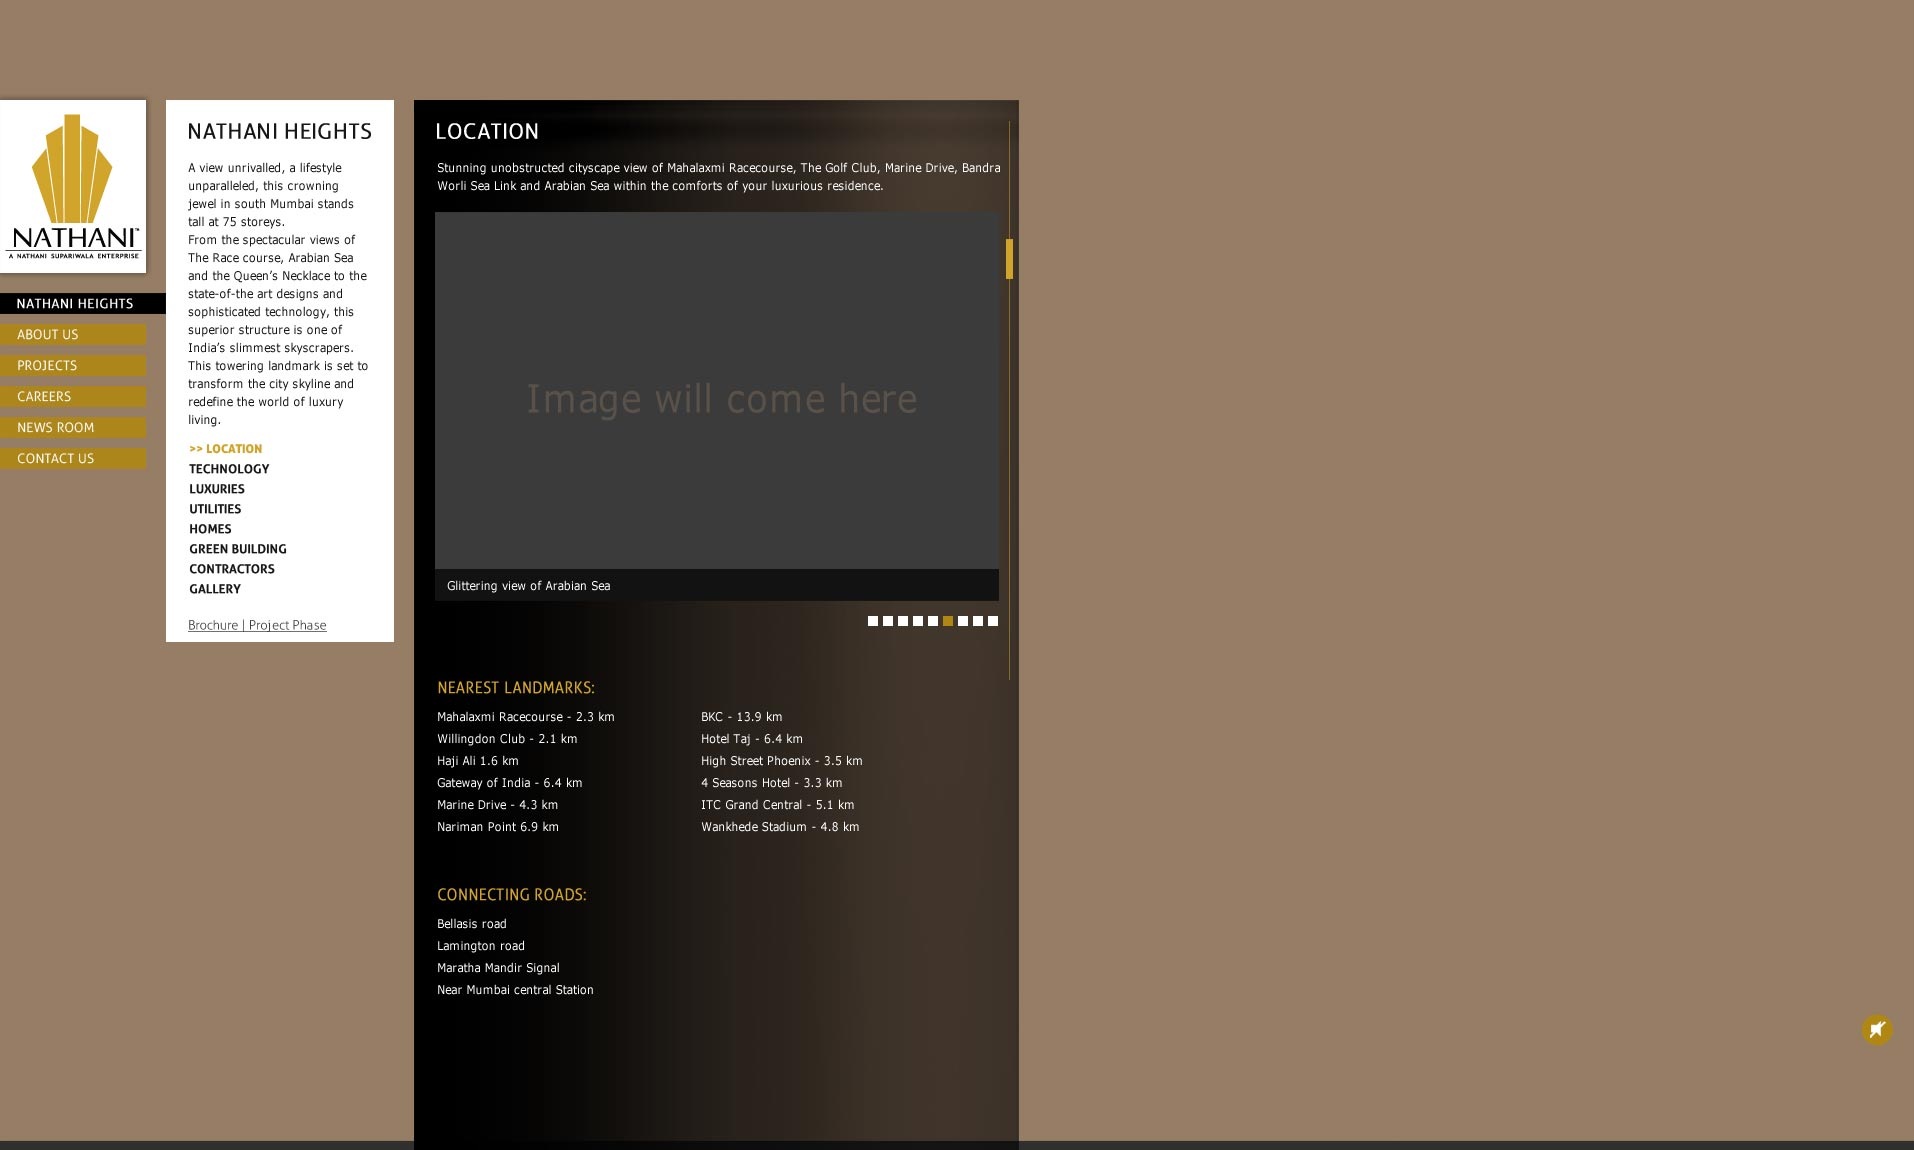 NATHANI™
A NATHANI SUPARIWALA ENTERPRISE
NATHANI HEIGHTS
ABOUT US
PROJECTS
CAREERS
NEWS ROOM
CONTACT US
NATHANI HEIGHTS
A view unrivalled, a lifestyle
unparalleled, this crowning
jewel in south Mumbai stands
tall at 75 storeys.
From the spectacular views of
The Race course, Arabian Sea
and the Queen’s Necklace to the
state-of-the art designs and
sophisticated technology, this
superior structure is one of
India’s slimmest skyscrapers.
This towering landmark is set to
transform the city skyline and
redefine the world of luxury
living.
>> LOCATION
TECHNOLOGY
LUXURIES
UTILITIES
HOMES
GREEN BUILDING
CONTRACTORS
GALLERY
Brochure | Project Phase
LOCATION
Stunning unobstructed cityscape view of Mahalaxmi Racecourse, The Golf Club, Marine Drive, Bandra
Worli Sea Link and Arabian Sea within the comforts of your luxurious residence.
Image will come here
Glittering view of Arabian Sea
NEAREST LANDMARKS:
Mahalaxmi Racecourse - 2.3 km
Willingdon Club - 2.1 km
Haji Ali 1.6 km
Gateway of India - 6.4 km
Marine Drive - 4.3 km
Nariman Point 6.9 km
BKC - 13.9 km
Hotel Taj - 6.4 km
High Street Phoenix - 3.5 km
4 Seasons Hotel - 3.3 km
ITC Grand Central - 5.1 km
Wankhede Stadium - 4.8 km
CONNECTING ROADS:
Bellasis road
Lamington road
Maratha Mandir Signal
Near Mumbai central Station